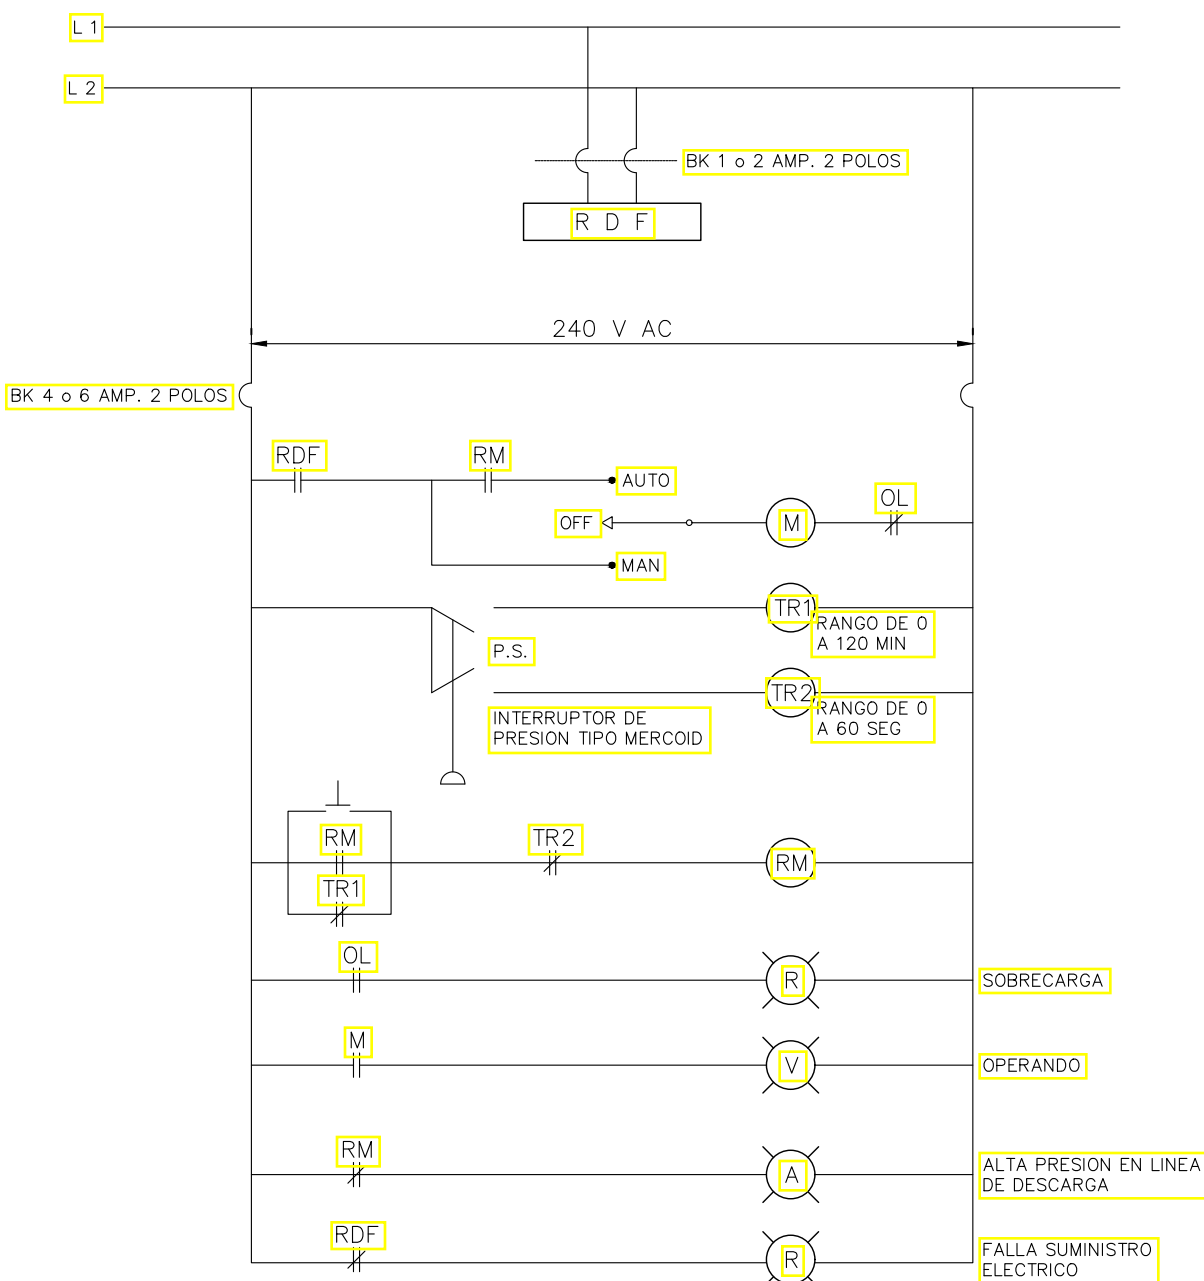 L 1
L 2
BK 1 o 2 AMP. 2 POLOS
R D F
240 V AC
BK 4 o 6 AMP. 2 POLOS
RDF
RM
AUTO
OL
OFF
M
MAN
TR1
RANGO DE 0
A 120 MIN
P.S.
TR2
RANGO DE 0
A 60 SEG
INTERRUPTOR DE
PRESION TIPO MERCOID
RM
TR2
RM
TR1
OL
R
SOBRECARGA
M
V
OPERANDO
RM
A
ALTA PRESION EN LINEA
DE DESCARGA
RDF
R
FALLA SUMINISTRO
ELECTRICO